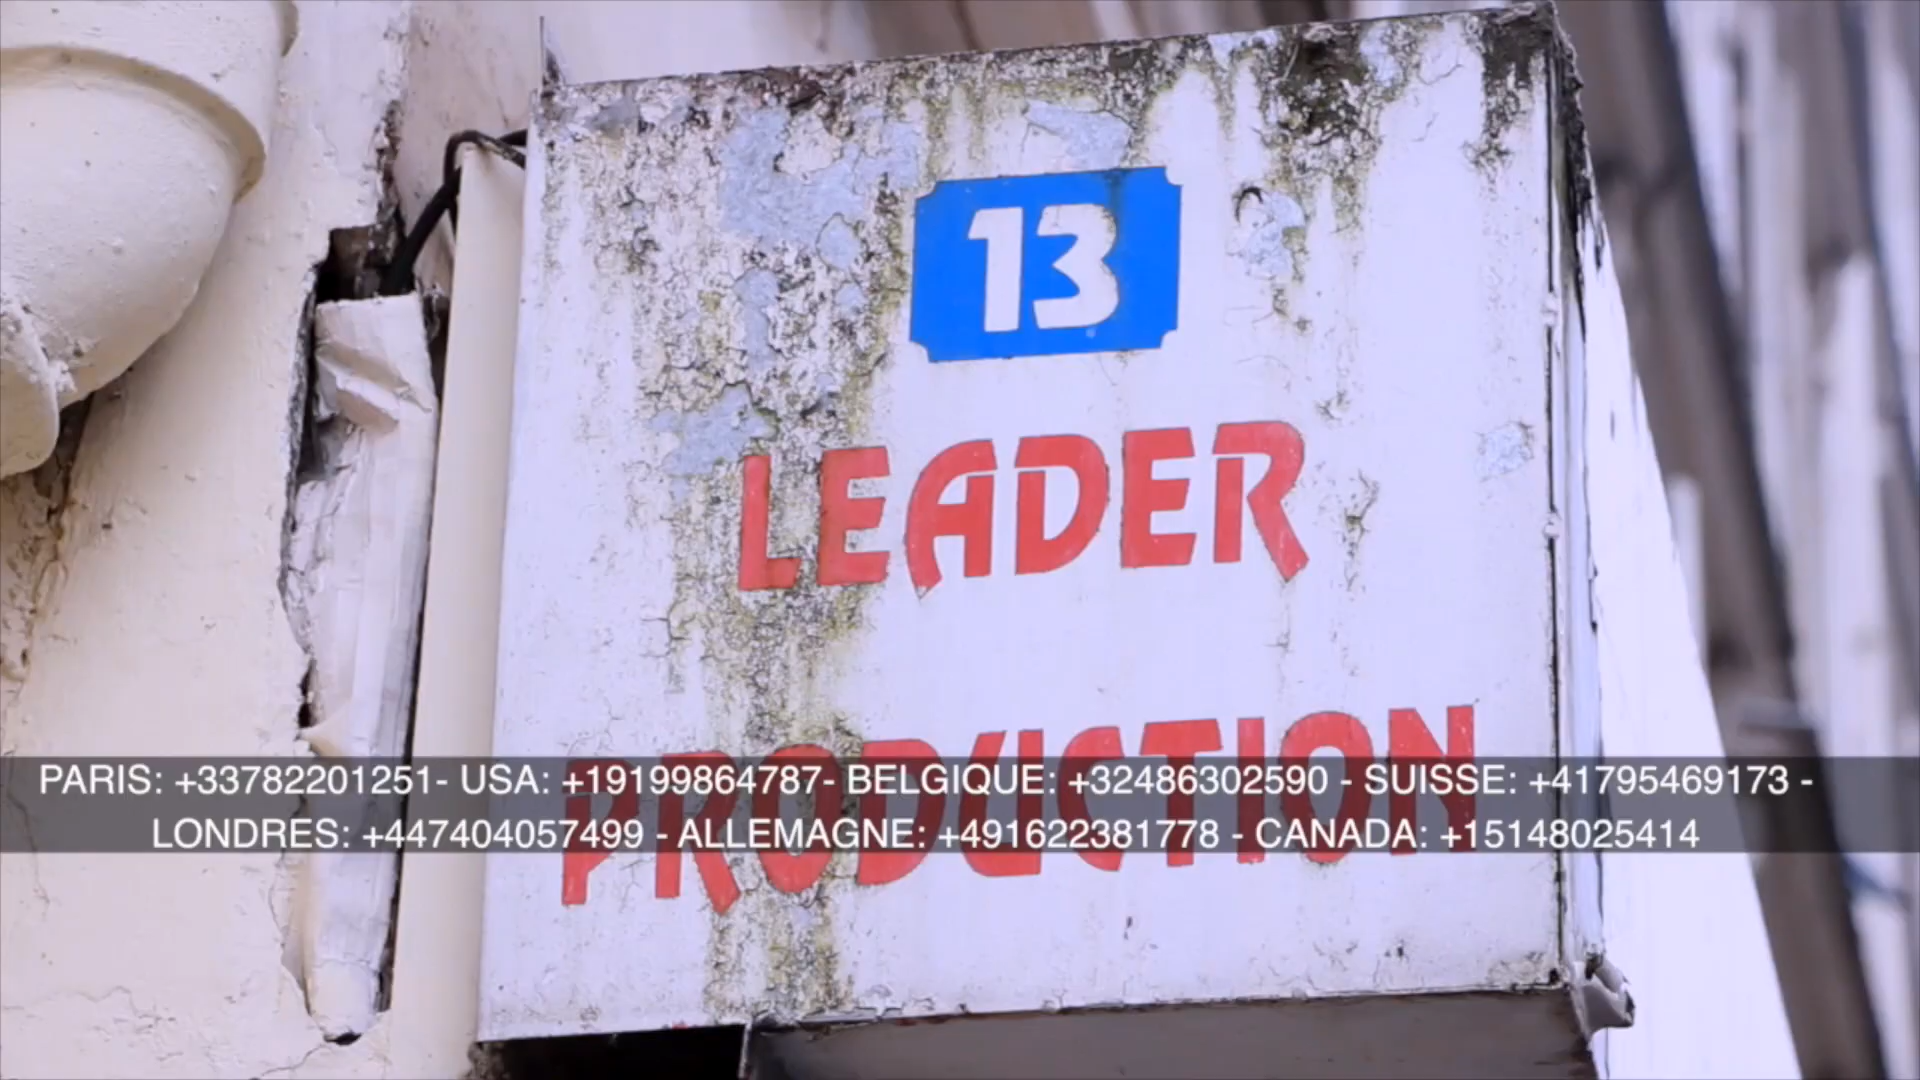 13
LEADER
PRODUCTION
PARIS: +33782201251- USA: +19199864787- BELGIQUE: +32486302590 - SUISSE: +41795469173 -
LONDRES: +447404057499 - ALLEMAGNE: +491622381778 - CANADA: +15148025414